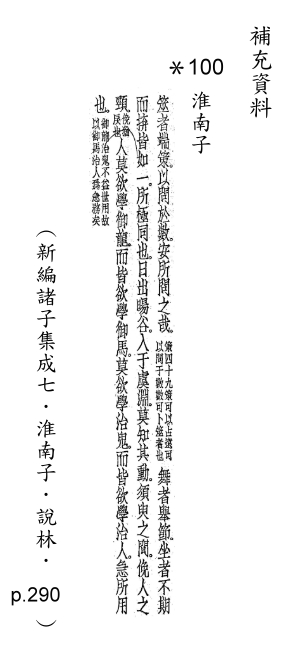 補充資料
＊100 淮南子
筮者端策。以問於數。安所問之哉。策四十九策可以占遠可以問于數數可卜筮者也 舞者舉節。坐者不期
而拚皆如一。所極同也。日出暘谷。入于虞淵。莫知其動。須臾之間。俛人之
頸。俛猶戾也 人莫欲學御龍。而皆欲學御馬。莫欲學治鬼。而皆欲學治人。急所用
也。御龍治鬼不益世用故以御馬治人爲急務矣
（新編諸子集成七．淮南子．說林．p.290）